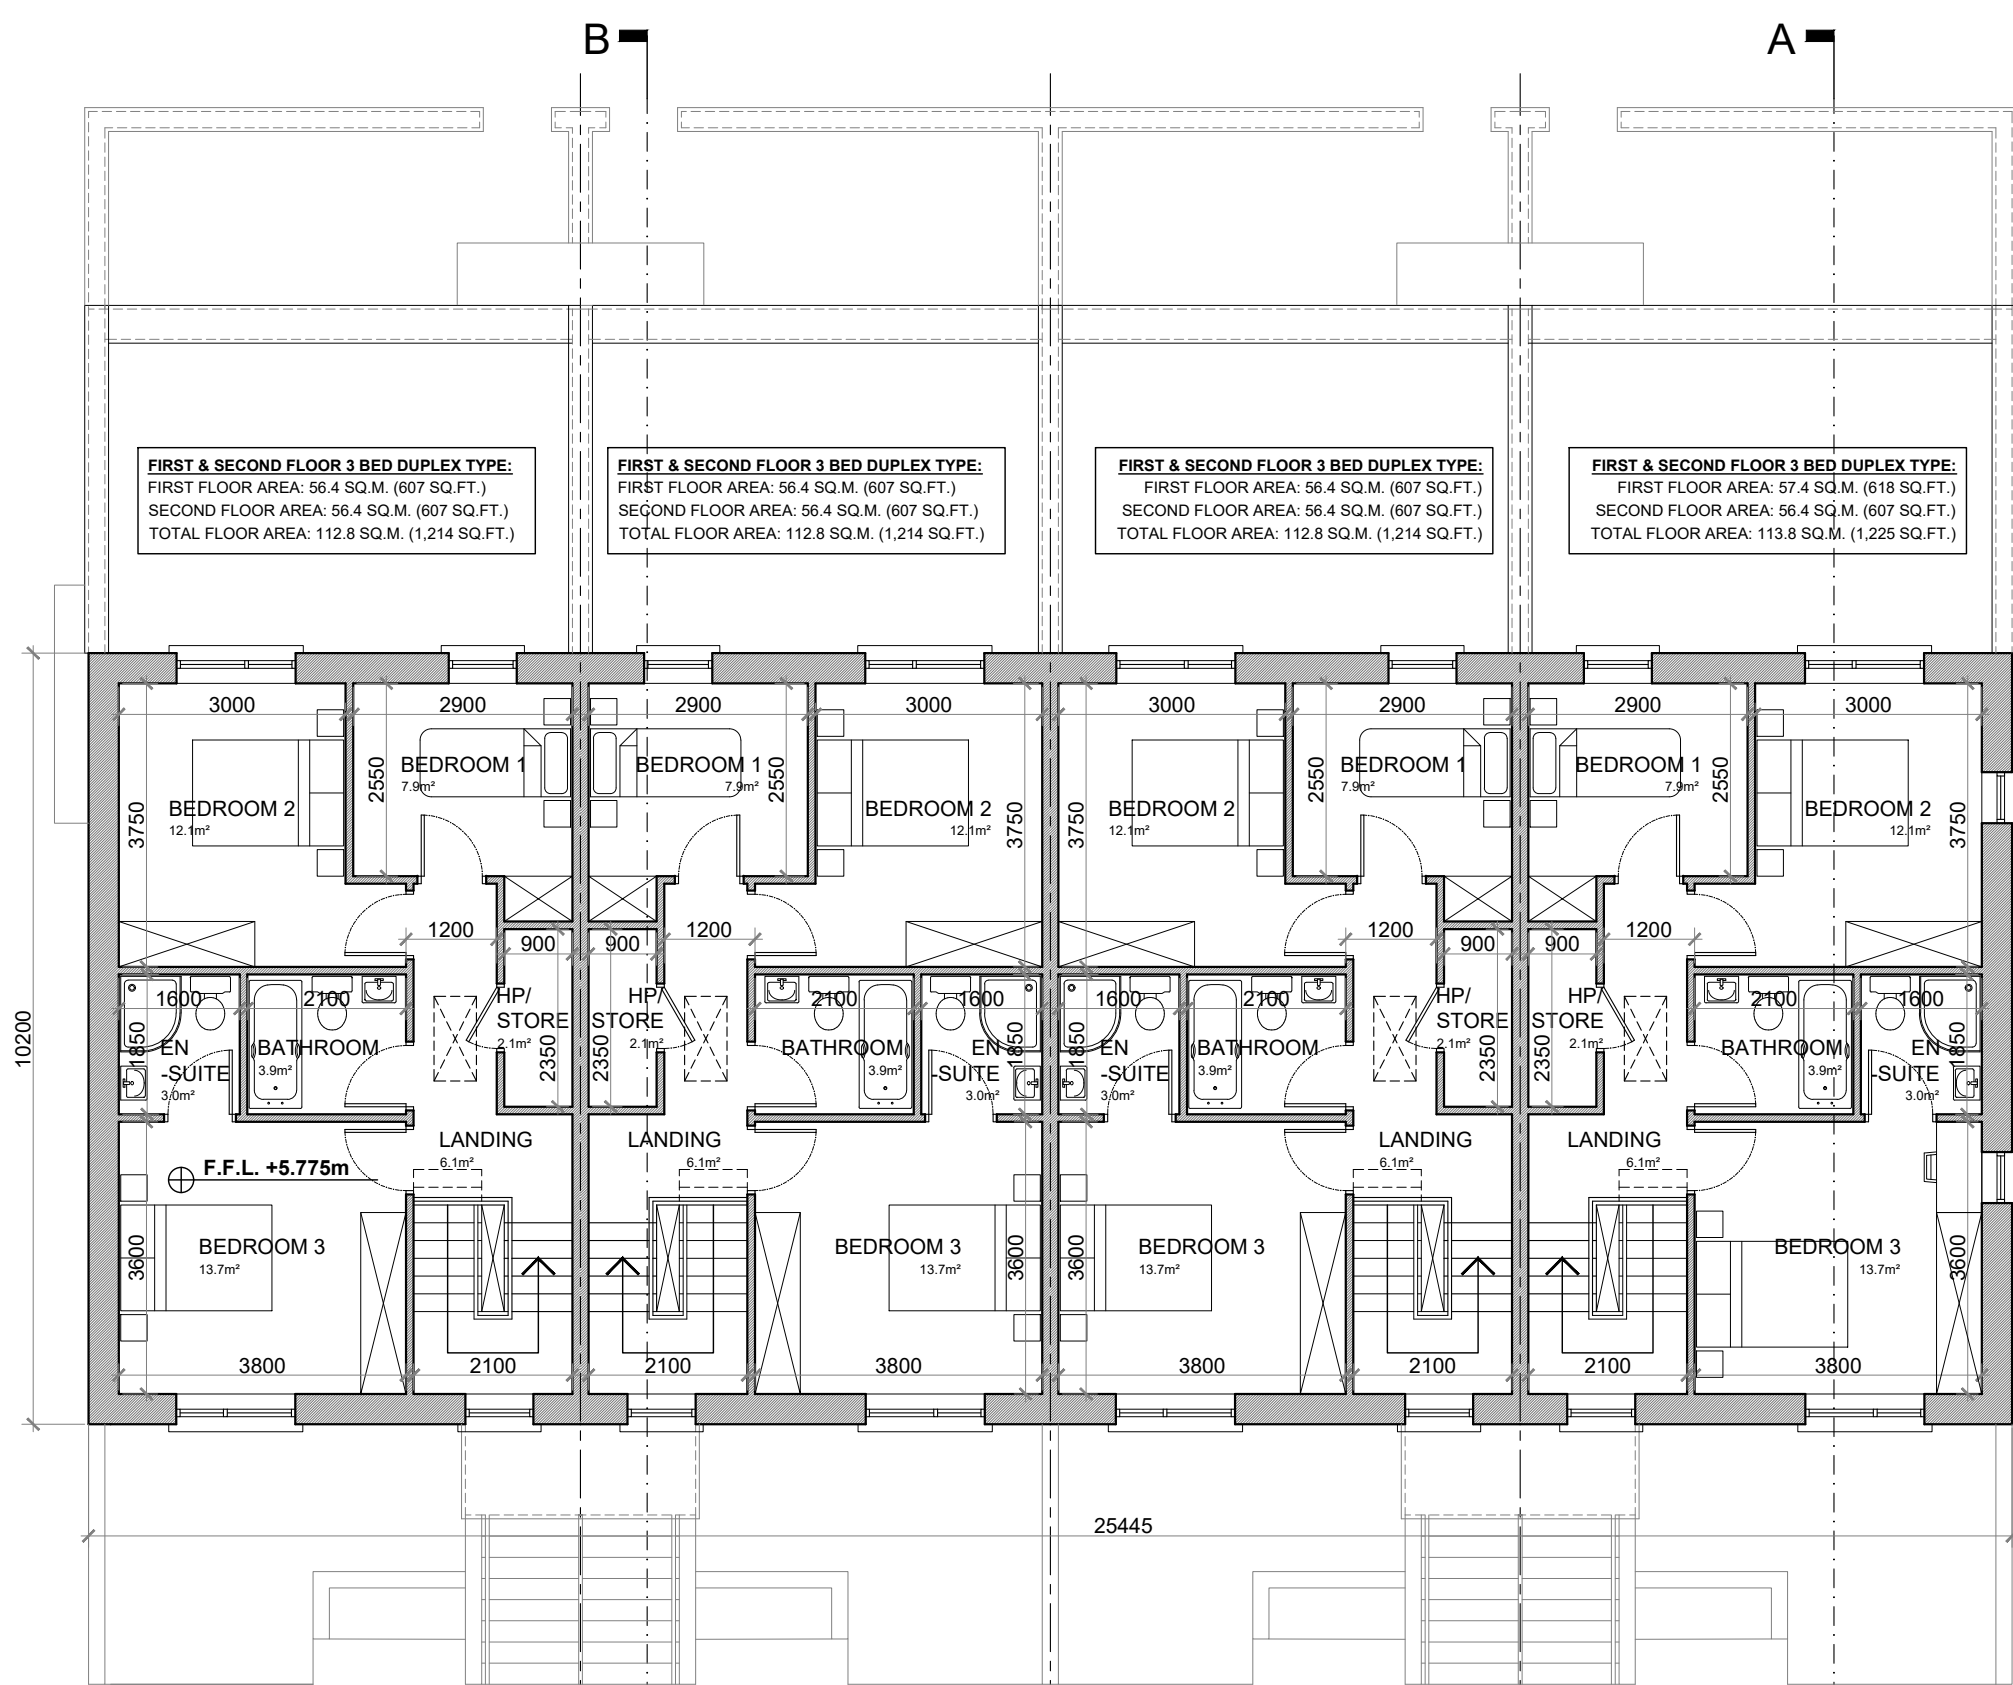 B
A
FIRST & SECOND FLOOR 3 BED DUPLEX TYPE:
FIRST FLOOR AREA: 56.4 SQ.M. (607 SQ.FT.)
SECOND FLOOR AREA: 56.4 SQ.M. (607 SQ.FT.)
TOTAL FLOOR AREA: 112.8 SQ.M. (1,214 SQ.FT.)
FIRST & SECOND FLOOR 3 BED DUPLEX TYPE:
FIRST FLOOR AREA: 56.4 SQ.M. (607 SQ.FT.)
SECOND FLOOR AREA: 56.4 SQ.M. (607 SQ.FT.)
TOTAL FLOOR AREA: 112.8 SQ.M. (1,214 SQ.FT.)
FIRST & SECOND FLOOR 3 BED DUPLEX TYPE:
FIRST FLOOR AREA: 56.4 SQ.M. (607 SQ.FT.)
SECOND FLOOR AREA: 56.4 SQ.M. (607 SQ.FT.)
TOTAL FLOOR AREA: 112.8 SQ.M. (1,214 SQ.FT.)
FIRST & SECOND FLOOR 3 BED DUPLEX TYPE:
FIRST FLOOR AREA: 57.4 SQ.M. (618 SQ.FT.)
SECOND FLOOR AREA: 56.4 SQ.M. (607 SQ.FT.)
TOTAL FLOOR AREA: 113.8 SQ.M. (1,225 SQ.FT.)
10200
3000
2900
BEDROOM 1
7.9m²
2550
BEDROOM 2
12.1m²
3750
1200
900
1600
2100
HP/
STORE
2.1m²
2350
1850
EN
-SUITE
3.0m²
BATHROOM
3.9m²
LANDING
6.1m²
F.F.L. +5.775m
BEDROOM 3
13.7m²
3600
3800
2100
2900
3000
BEDROOM 1
7.9m²
2550
BEDROOM 2
12.1m²
3750
900
1200
2100
1600
HP/
STORE
2.1m²
2350
BATHROOM
3.9m²
EN
-SUITE
3.0m²
1850
LANDING
6.1m²
BEDROOM 3
13.7m²
3600
2100
3800
3000
2900
BEDROOM 1
7.9m²
2550
BEDROOM 2
12.1m²
3750
1200
900
1600
2100
HP/
STORE
2.1m²
2350
1850
EN
-SUITE
3.0m²
BATHROOM
3.9m²
LANDING
6.1m²
BEDROOM 3
13.7m²
3600
3800
2100
2900
3000
BEDROOM 1
7.9m²
2550
BEDROOM 2
12.1m²
3750
900
1200
2100
1600
HP/
STORE
2.1m²
2350
BATHROOM
3.9m²
EN
-SUITE
3.0m²
1850
LANDING
6.1m²
BEDROOM 3
13.7m²
3600
2100
3800
25445